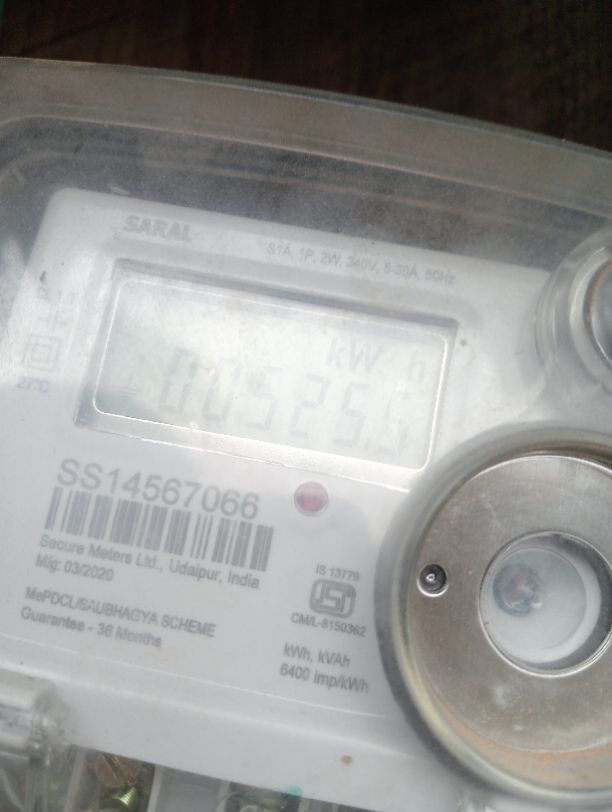 SARAL
S1A, 1P, 2W, 240V, 5-30A, 50Hz
27°C
kW h
00525.5
SS14567066
Secure Meters Ltd., Udaipur, India
Mfg: 03/2020
MePDCL/SAUBHAGYA SCHEME
Guarantee - 36 Months
IS 13779
CM/L-8150362
kWh, kVAh
6400 imp/kWh